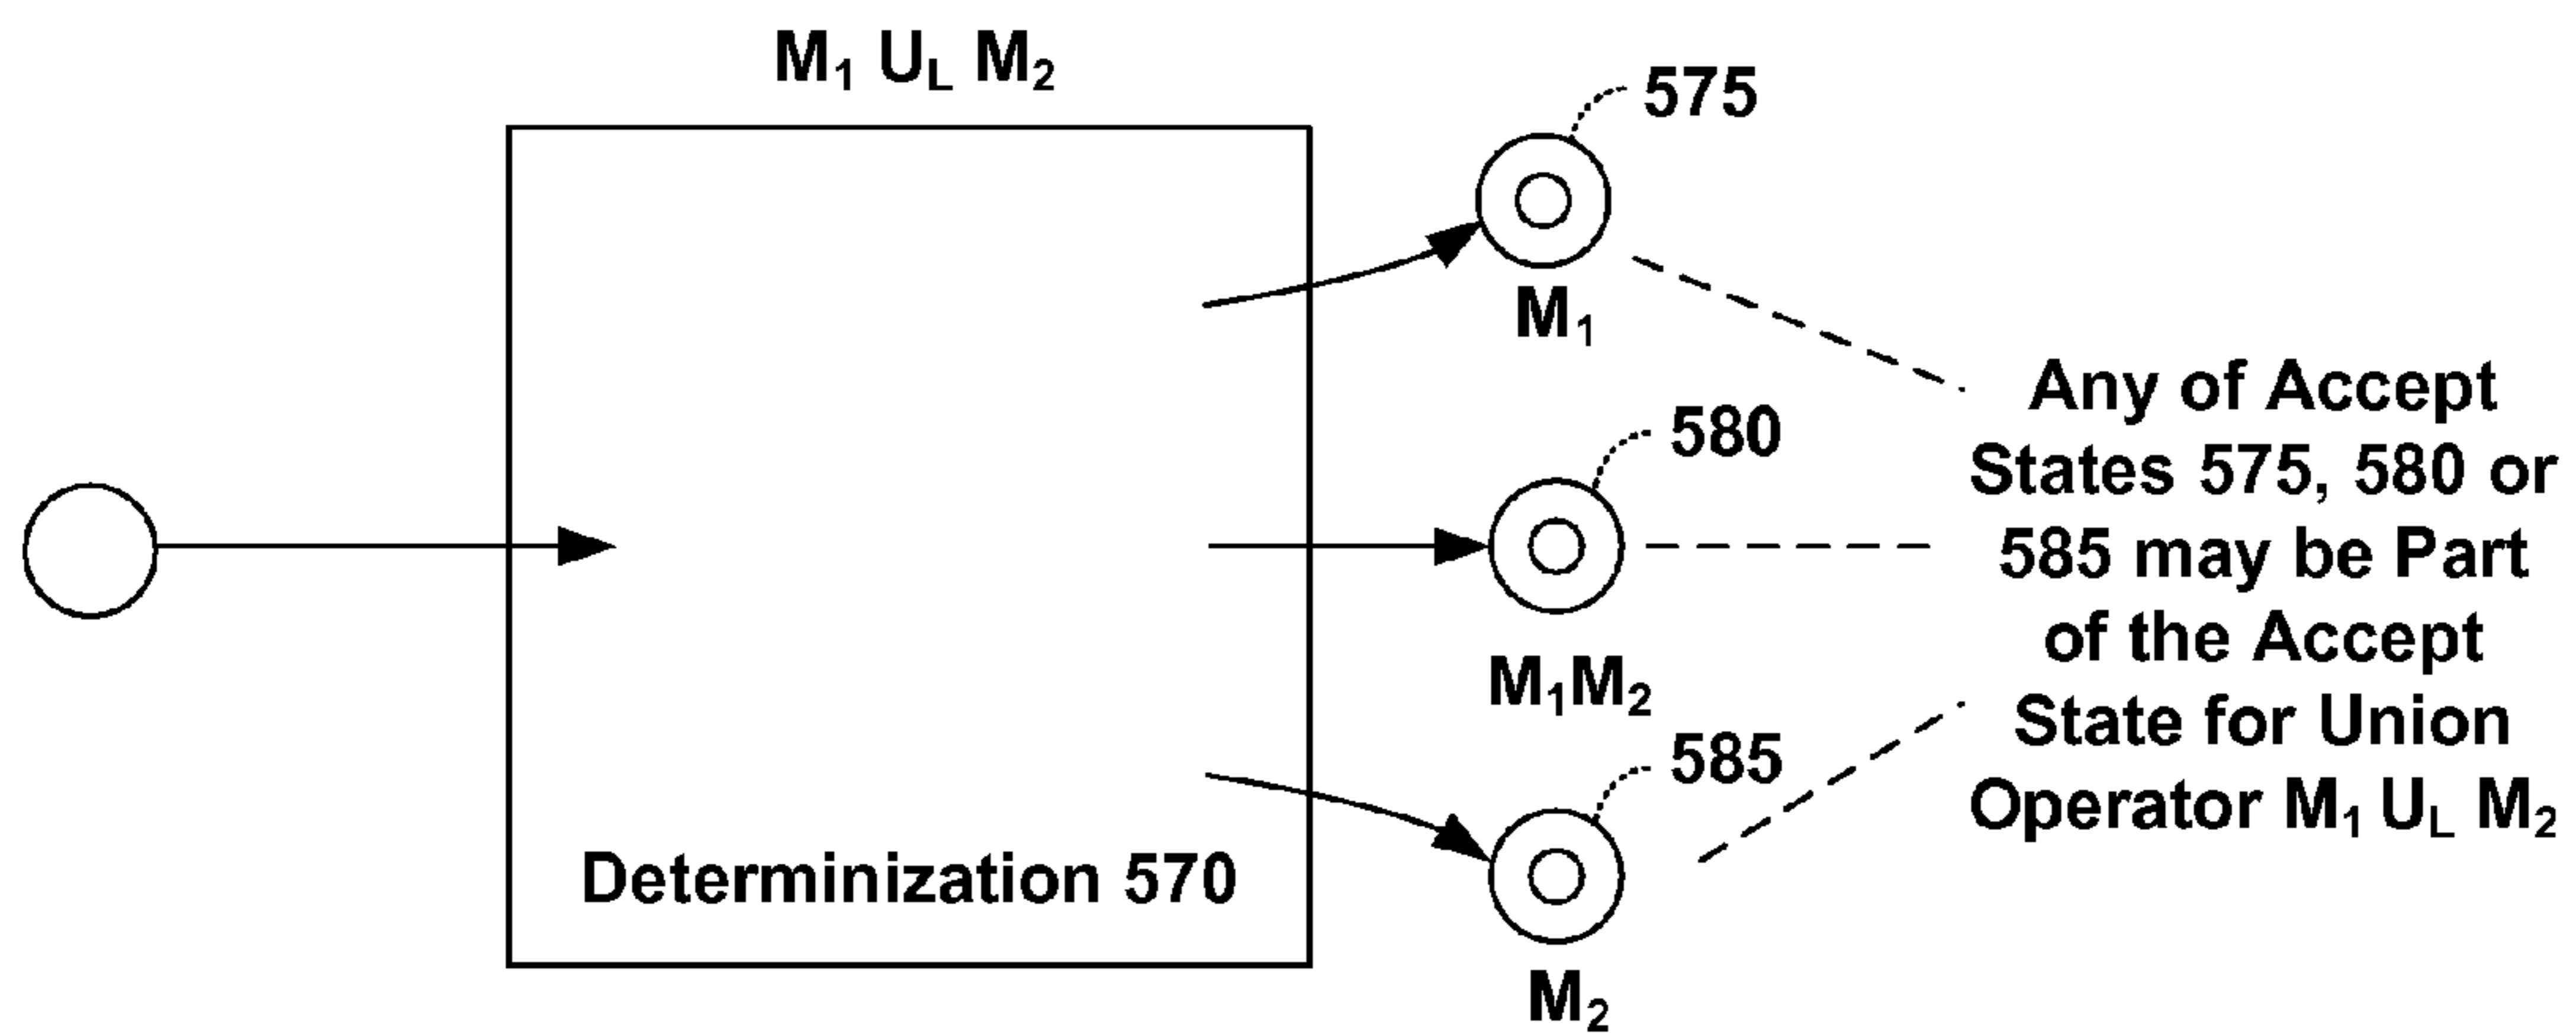 M₁ U_L M₂
575
M₁
580
M₁M₂
585
M₂
Determinization 570
Any of Accept
States 575, 580 or
585 may be Part
of the Accept
State for Union
Operator M₁ U_L M₂